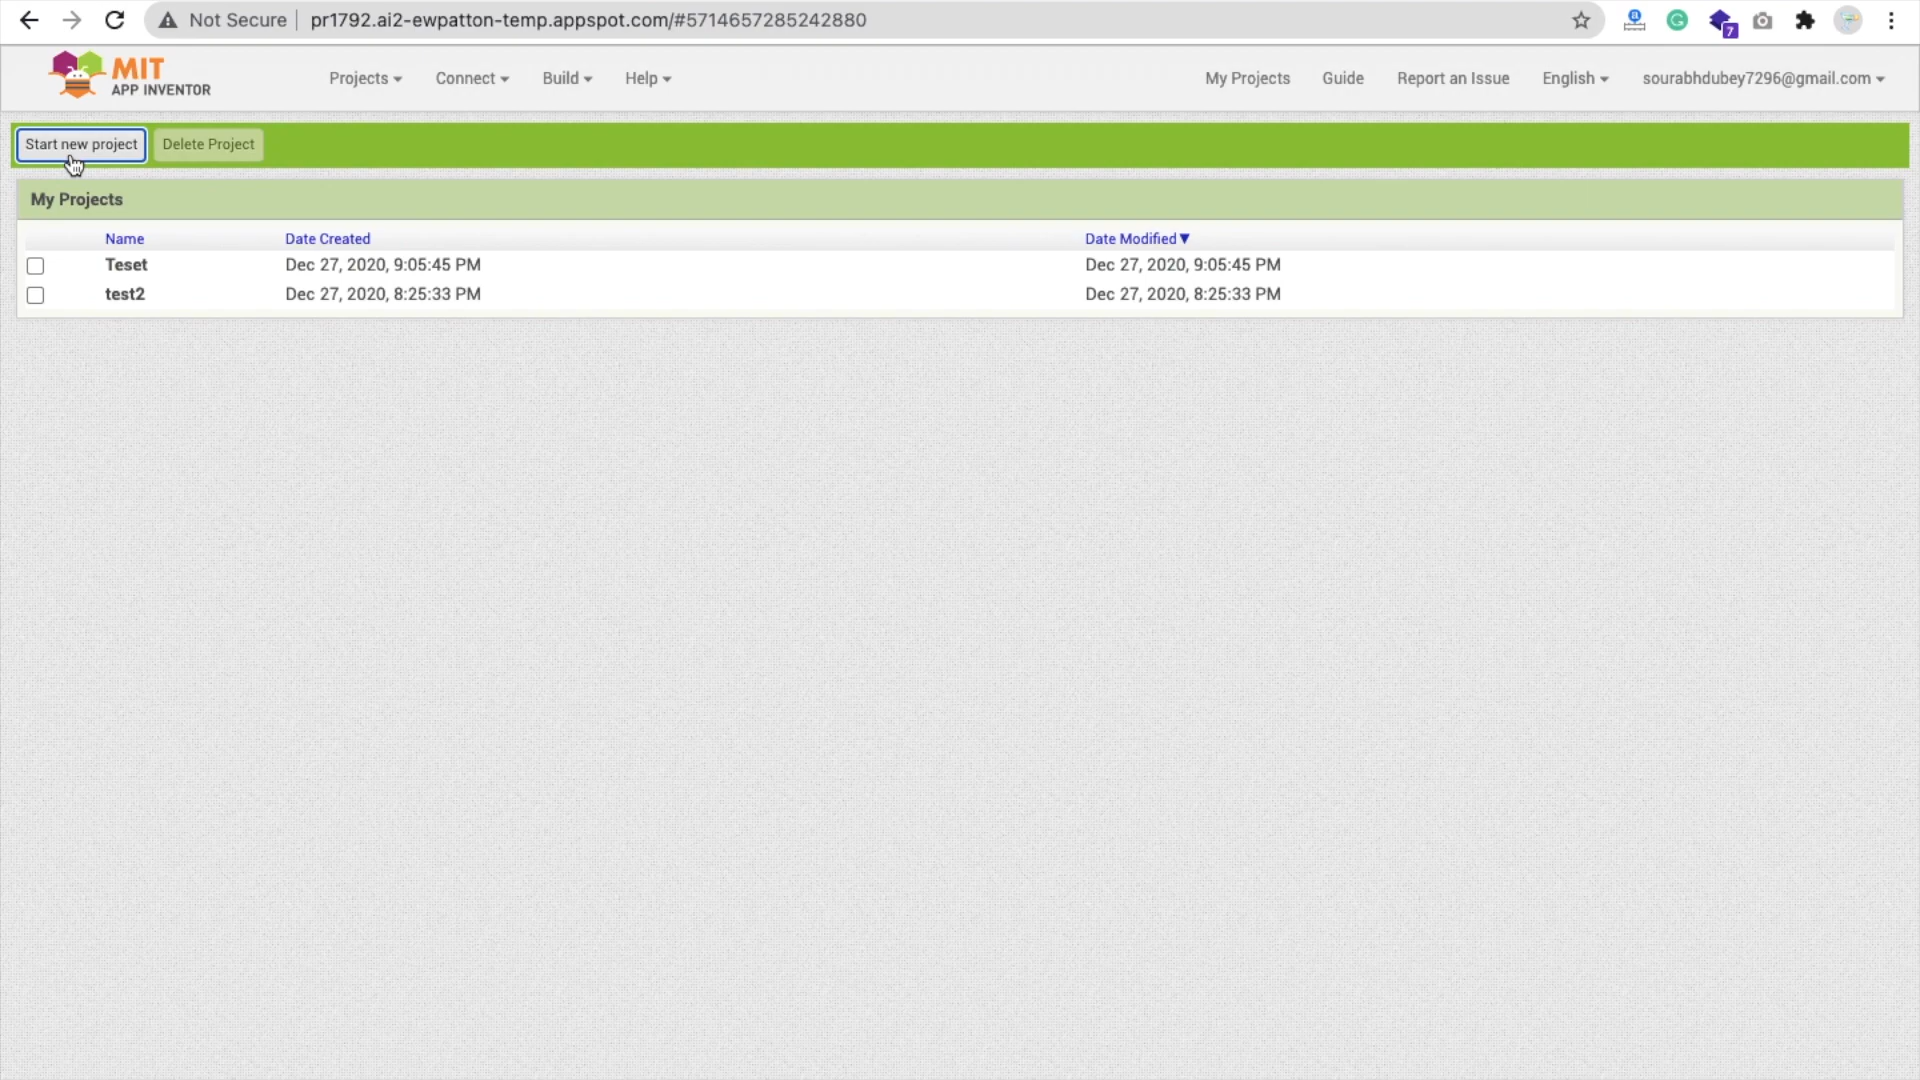 Not Secure pr1792.ai2-ewpatton-temp.appspot.com/#5714657285242880
7
MIT
APP INVENTOR
Projects Connect Build Help My Projects Guide Report an Issue English sourabhdubey7296@gmail.com
Start new project Delete Project
My Projects
Name Date Created Date Modified
Teset Dec 27, 2020, 9:05:45 PM Dec 27, 2020, 9:05:45 PM
test2 Dec 27, 2020, 8:25:33 PM Dec 27, 2020, 8:25:33 PM